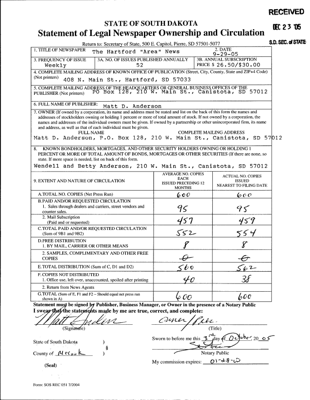 RECEIVED
DEC 23 '05
S.D. SEC. of STATE
STATE OF SOUTH DAKOTA
Statement of Legal Newspaper Ownership and Circulation
Return to: Secretary of State, 500 E. Capitol, Pierre, SD 57501-5077
1. TITLE OF NEWSPAPER
The Hartford "Area" News
2. DATE
9-29-05
3. FREQUENCY OF ISSUE
Weekly
3A. NO. OF ISSUES PUBLISHED ANNUALLY
52
3B. ANNUAL SUBSCRIPTION
PRICE $ 26.50/$30.00
4. COMPLETE MAILING ADDRESS OF KNOWN OFFICE OF PUBLICATION (Street, City, County, State and ZIP+4 Code)
(Not printers)
408 N. Main St., Hartford, SD 57033
5. COMPLETE MAILING ADDRESS OF THE HEADQUARTERS OR GENERAL BUSINESS OFFICES OF THE
PUBLISHER (Not printer)
PO Box 128, 210 W. Main St., Canistota, SD 57012
6. FULL NAME OF PUBLISHER:
Matt D. Anderson
7. OWNER (If owned by a corporation, its name and address must be stated and also immediately thereunder the names and
addresses of stockholders owning or holding 1 percent or more of total amount of stock. If not owned by a corporation, the
names and addresses of the individual owners must be given. If owned by a partnership or other unincorporated firm, its name
and address, as well as that of each individual must be given.
FULL NAME COMPLETE MAILING ADDRESS
Matt D. Anderson, P.O. Box 128, 210 W. Main St., Canistota, SD 57012
8. KNOWN BONDHOLDERS, MORTGAGES, AND OTHER SECURITY HOLDERS OWNING OR HOLDING 1
PERCENT OR MORE OF TOTAL AMOUNT OF BONDS, MORTGAGES OR OTHER SECURITIES (If there are none, so
state. If more space is needed, list on back of this form.
Wendell and Betty Anderson, 210 W. Main St., Canistota, SD 57012
9. EXTENT AND NATURE OF CIRCULATION
AVERAGE NO. COPIES
EACH
ISSUED PRECEDING 12
MONTHS
ACTUAL NO. COPIES
ISSUED
NEAREST TO FILING DATE
A. TOTAL NO. COPIES (Net Press Run)
600 600
B. PAID AND/OR REQUESTED CIRCULATION
1. Sales through dealers and carriers, street vendors and
counter sales.
95 95
2. Mail Subscription
(Paid and/or requested)
457 459
C. TOTAL PAID AND/OR REQUESTED CIRCULATION
(Sum of 9B1 and 9B2)
552 554
D. FREE DISTRIBUTION
1. BY MAIL, CARRIER OR OTHER MEANS
8 8
2. SAMPLES, COMPLIMENTARY AND OTHER FREE
COPIES
E. TOTAL DISTRIBUTION (Sum of C, D1 and D2)
560 562
F. COPIES NOT DISTRIBUTED
1. Office use, left over, unaccounted, spoiled after printing
40 38
2. Return from News Agents
G. TOTAL (Sum of E, F1 and F2 – Should equal net press run
shown in A)
600 600
Statement must be signed by Publisher, Business Manager, or Owner in the presence of a Notary Public
I swear that the statements made by me are true, correct, and complete:
Matt Anderson
(Signature)
(Title)
State of South Dakota )
§
County of McCook )
(Seal)
Sworn to before me this 3rd day of October 20 05
Notary Public
My commission expires:
Form: SOS REC 051 7/2004